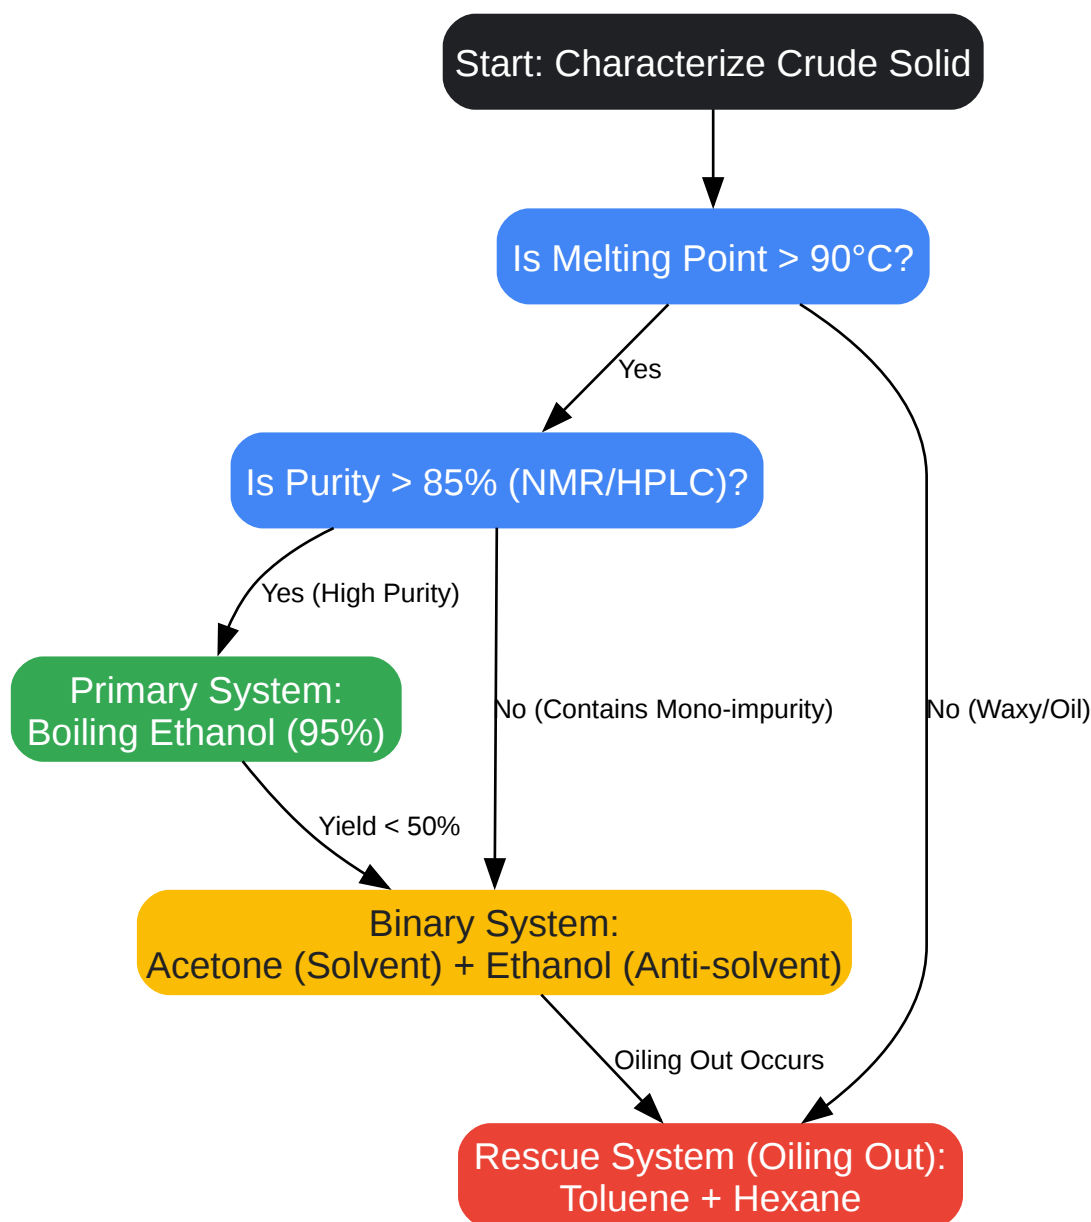 Start: Characterize Crude Solid
Is Melting Point > 90°C?
Yes
Is Purity > 85% (NMR/HPLC)?
Yes (High Purity)
Primary System:
Boiling Ethanol (95%)
No (Contains Mono-impurity)
No (Waxy/Oil)
Yield < 50%
Binary System:
Acetone (Solvent) + Ethanol (Anti-solvent)
Oiling Out Occurs
Rescue System (Oiling Out):
Toluene + Hexane